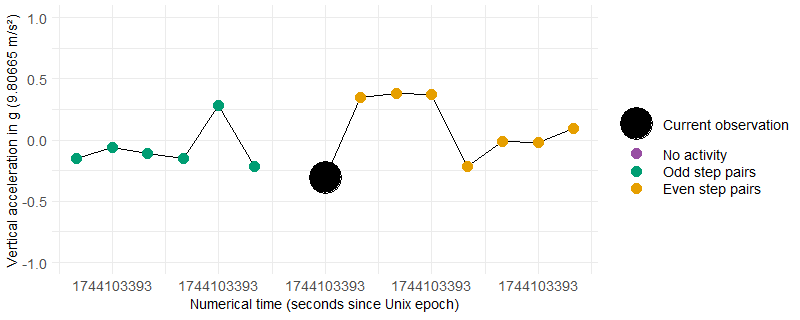 Vertical acceleration in g (9.80665 m/s²)
1.0
0.5
0.0
-0.5
-1.0
1744103393 1744103393 1744103393 1744103393 1744103393
Numerical time (seconds since Unix epoch)
Current observation
No activity
Odd step pairs
Even step pairs